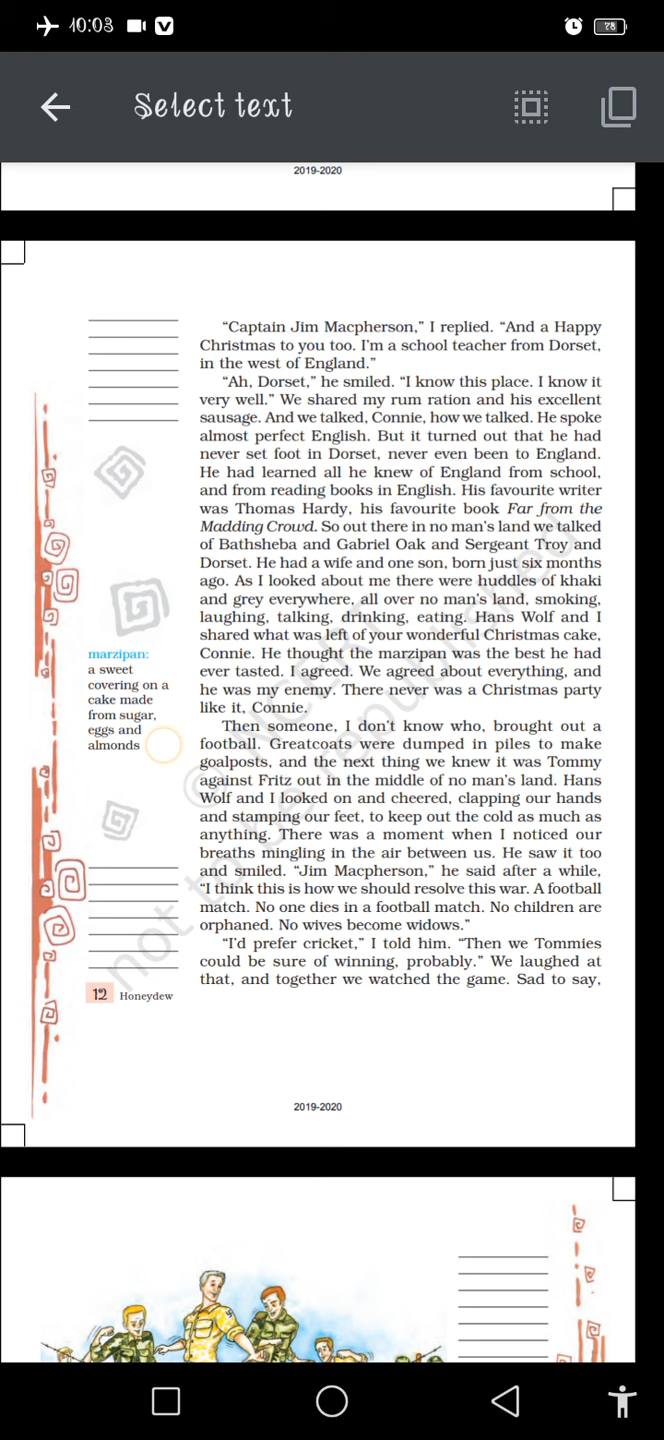 10:03
78
Select text
2019-2020
“Captain Jim Macpherson,” I replied. “And a Happy
Christmas to you too. I’m a school teacher from Dorset,
in the west of England.”
“Ah, Dorset,” he smiled. “I know this place. I know it
very well.” We shared my rum ration and his excellent
sausage. And we talked, Connie, how we talked. He spoke
almost perfect English. But it turned out that he had
never set foot in Dorset, never even been to England.
He had learned all he knew of England from school,
and from reading books in English. His favourite writer
was Thomas Hardy, his favourite book Far from the
Madding Crowd. So out there in no man’s land we talked
of Bathsheba and Gabriel Oak and Sergeant Troy and
Dorset. He had a wife and one son, born just six months
ago. As I looked about me there were huddles of khaki
and grey everywhere, all over no man’s land, smoking,
laughing, talking, drinking, eating. Hans Wolf and I
shared what was left of your wonderful Christmas cake,
Connie. He thought the marzipan was the best he had
ever tasted. I agreed. We agreed about everything, and
he was my enemy. There never was a Christmas party
like it, Connie.
marzipan:
a sweet
covering on a
cake made
from sugar,
eggs and
almonds
Then someone, I don’t know who, brought out a
football. Greatcoats were dumped in piles to make
goalposts, and the next thing we knew it was Tommy
against Fritz out in the middle of no man’s land. Hans
Wolf and I looked on and cheered, clapping our hands
and stamping our feet, to keep out the cold as much as
anything. There was a moment when I noticed our
breaths mingling in the air between us. He saw it too
and smiled. “Jim Macpherson,” he said after a while,
“I think this is how we should resolve this war. A football
match. No one dies in a football match. No children are
orphaned. No wives become widows.”
“I’d prefer cricket,” I told him. “Then we Tommies
could be sure of winning, probably.” We laughed at
that, and together we watched the game. Sad to say,
© NCERT
not to be republished
12 Honeydew
2019-2020